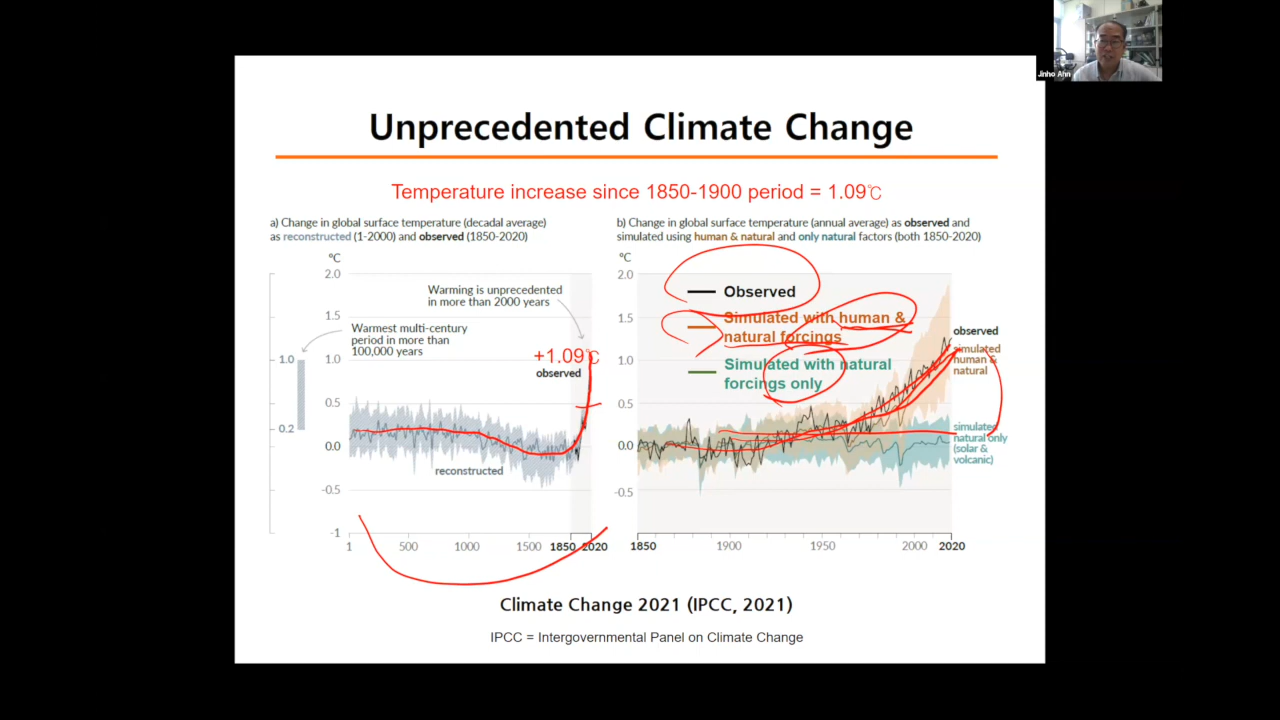 Jinho Ahn
Unprecedented Climate Change
Temperature increase since 1850-1900 period = 1.09℃
a) Change in global surface temperature (decadal average)
as reconstructed (1-2000) and observed (1850-2020)
ºC
2.0
1.5
1.0
0.5
0.0
-0.5
-1
1.0
0.2
Warming is unprecedented
in more than 2000 years
Warmest multi-century
period in more than
100,000 years
+1.09℃
observed
reconstructed
1
500
1000
1500
1850
2020
b) Change in global surface temperature (annual average) as observed and
simulated using human & natural and only natural factors (both 1850-2020)
ºC
2.0
1.5
1.0
0.5
0.0
-0.5
Observed
Simulated with human &
natural forcings
Simulated with natural
forcings only
observed
simulated
human &
natural
simulated
natural only
(solar &
volcanic)
1850
1900
1950
2000
2020
Climate Change 2021 (IPCC, 2021)
IPCC = Intergovernmental Panel on Climate Change